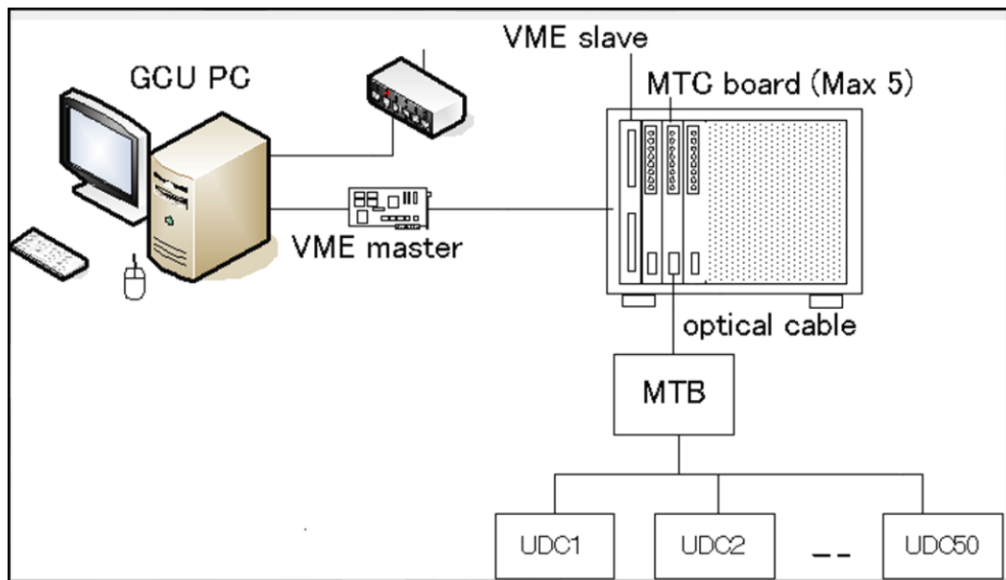 VME slave
GCU PC
MTC board (Max 5)
VME master
optical cable
MTB
UDC1
UDC2
--
UDC50